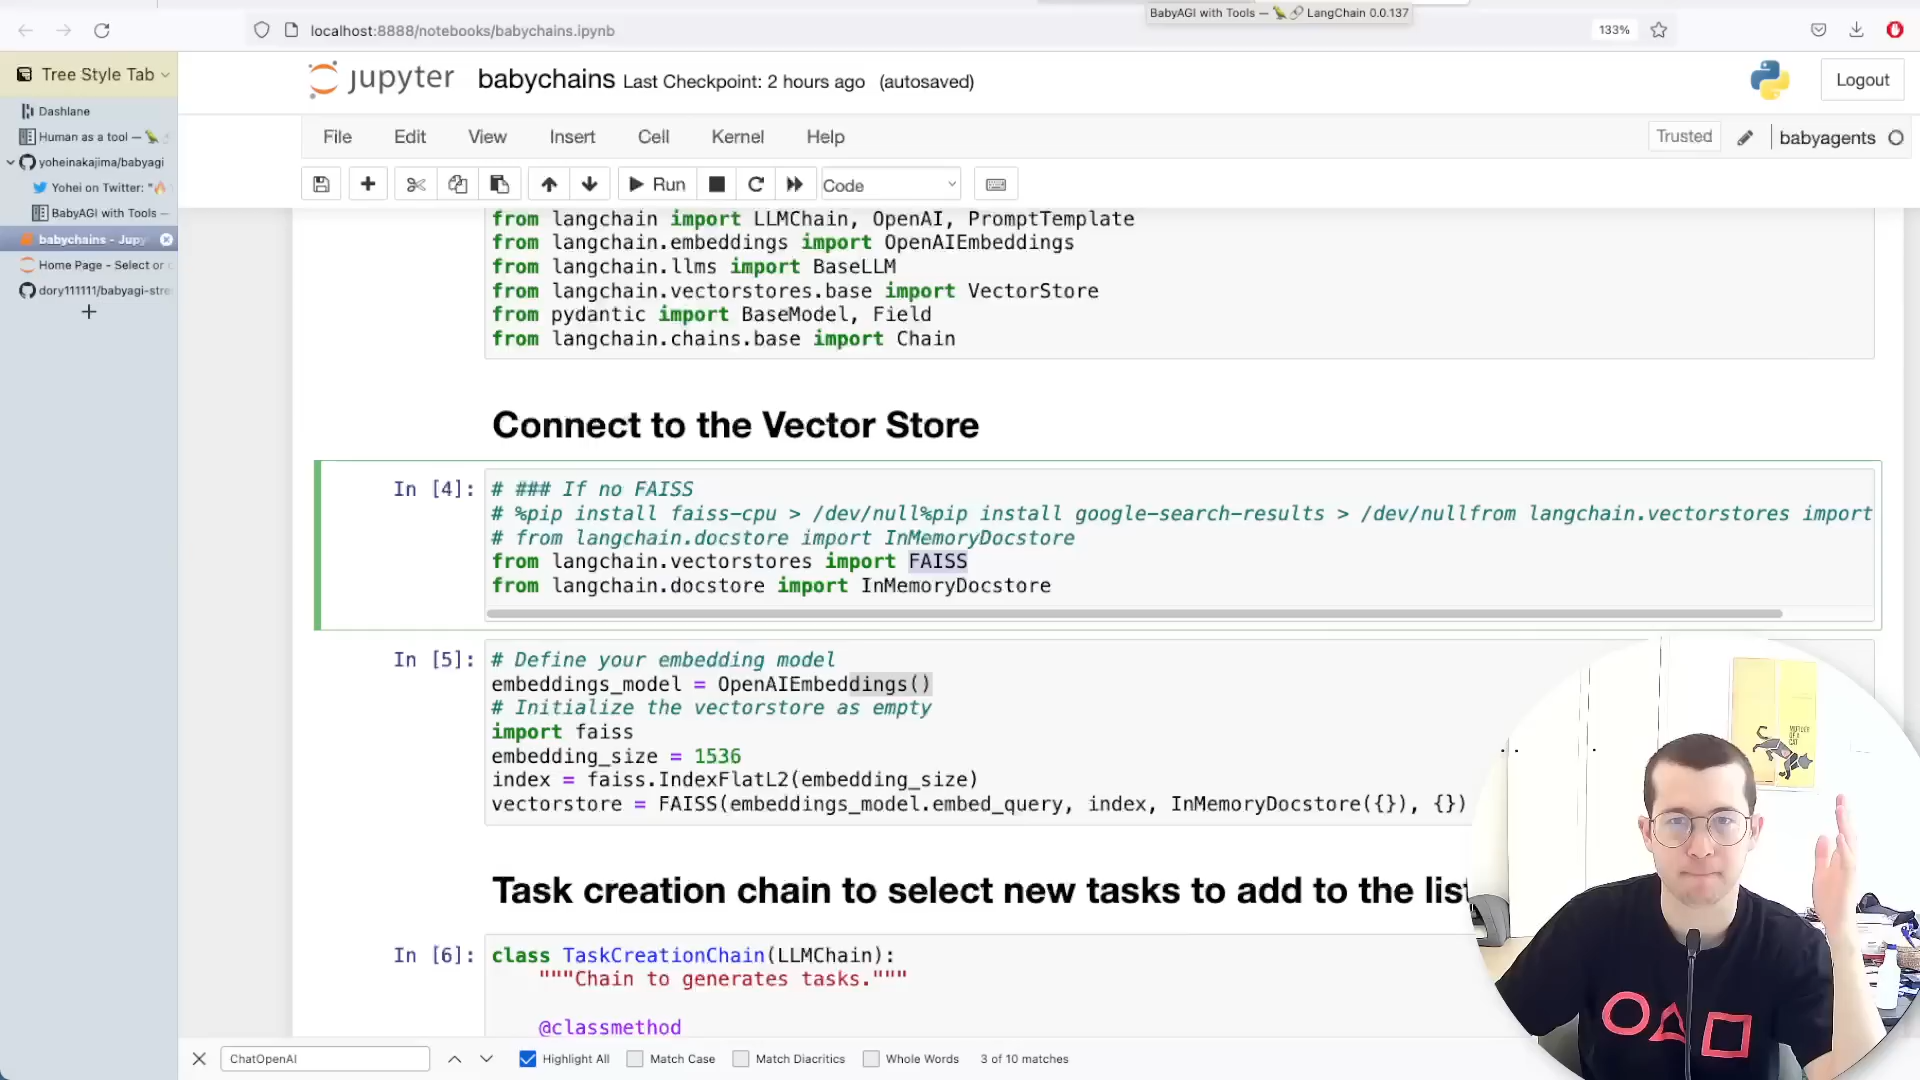 BabyAGI with Tools — 🦜🔗 LangChain 0.0.137
localhost:8888/notebooks/babychains.ipynb
133%
Tree Style Tab
Dashlane
Human as a tool —
yoheinakajima/babyagi
Yohei on Twitter: "🔥
BabyAGI with Tools —
babychains - Jupy
Home Page - Select or c
dory111111/babyagi-stre
jupyter babychains Last Checkpoint: 2 hours ago (autosaved)
Logout
File Edit View Insert Cell Kernel Help
Trusted
babyagents
Run
Code
from langchain import LLMChain, OpenAI, PromptTemplate
from langchain.embeddings import OpenAIEmbeddings
from langchain.llms import BaseLLM
from langchain.vectorstores.base import VectorStore
from pydantic import BaseModel, Field
from langchain.chains.base import Chain
Connect to the Vector Store
In [4]:
# ### If no FAISS
# %pip install faiss-cpu > /dev/null%pip install google-search-results > /dev/nullfrom langchain.vectorstores import
# from langchain.docstore import InMemoryDocstore
from langchain.vectorstores import FAISS
from langchain.docstore import InMemoryDocstore
In [5]:
# Define your embedding model
embeddings_model = OpenAIEmbeddings()
# Initialize the vectorstore as empty
import faiss
embedding_size = 1536
index = faiss.IndexFlatL2(embedding_size)
vectorstore = FAISS(embeddings_model.embed_query, index, InMemoryDocstore({}), {})
Task creation chain to select new tasks to add to the list
In [6]:
class TaskCreationChain(LLMChain):
"""Chain to generates tasks."""
@classmethod
ChatOpenAI
Highlight All
Match Case
Match Diacritics
Whole Words
3 of 10 matches